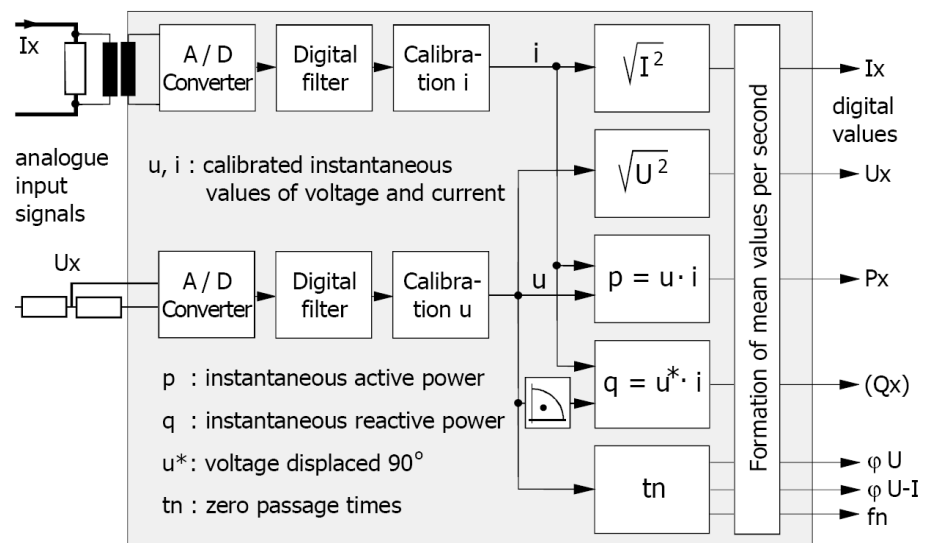 Ix
A / D
Converter
Digital
filter
Calibra-
tion i
i
√I²
Ix
digital
values
analogue
input
signals
u, i : calibrated instantaneous
values of voltage and current
√U²
Ux
Formation of mean values per second
Ux
A / D
Converter
Digital
filter
Calibra-
tion u
u
p = u · i
Px
p : instantaneous active power
q : instantaneous reactive power
u*: voltage displaced 90°
tn : zero passage times
q = u*· i
(Qx)
tn
φ U
φ U-I
fn